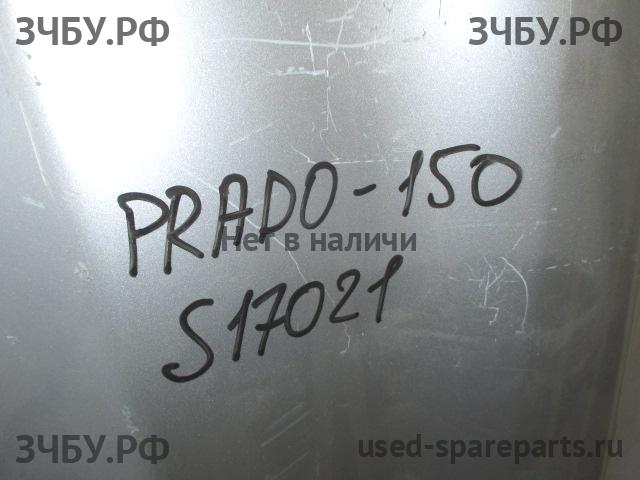 ЗЧБУ.РФ ЗЧБУ.РФ
PRADO-150
Нет в наличи
S17021
ЗЧБУ.РФ used-spareparts.ru